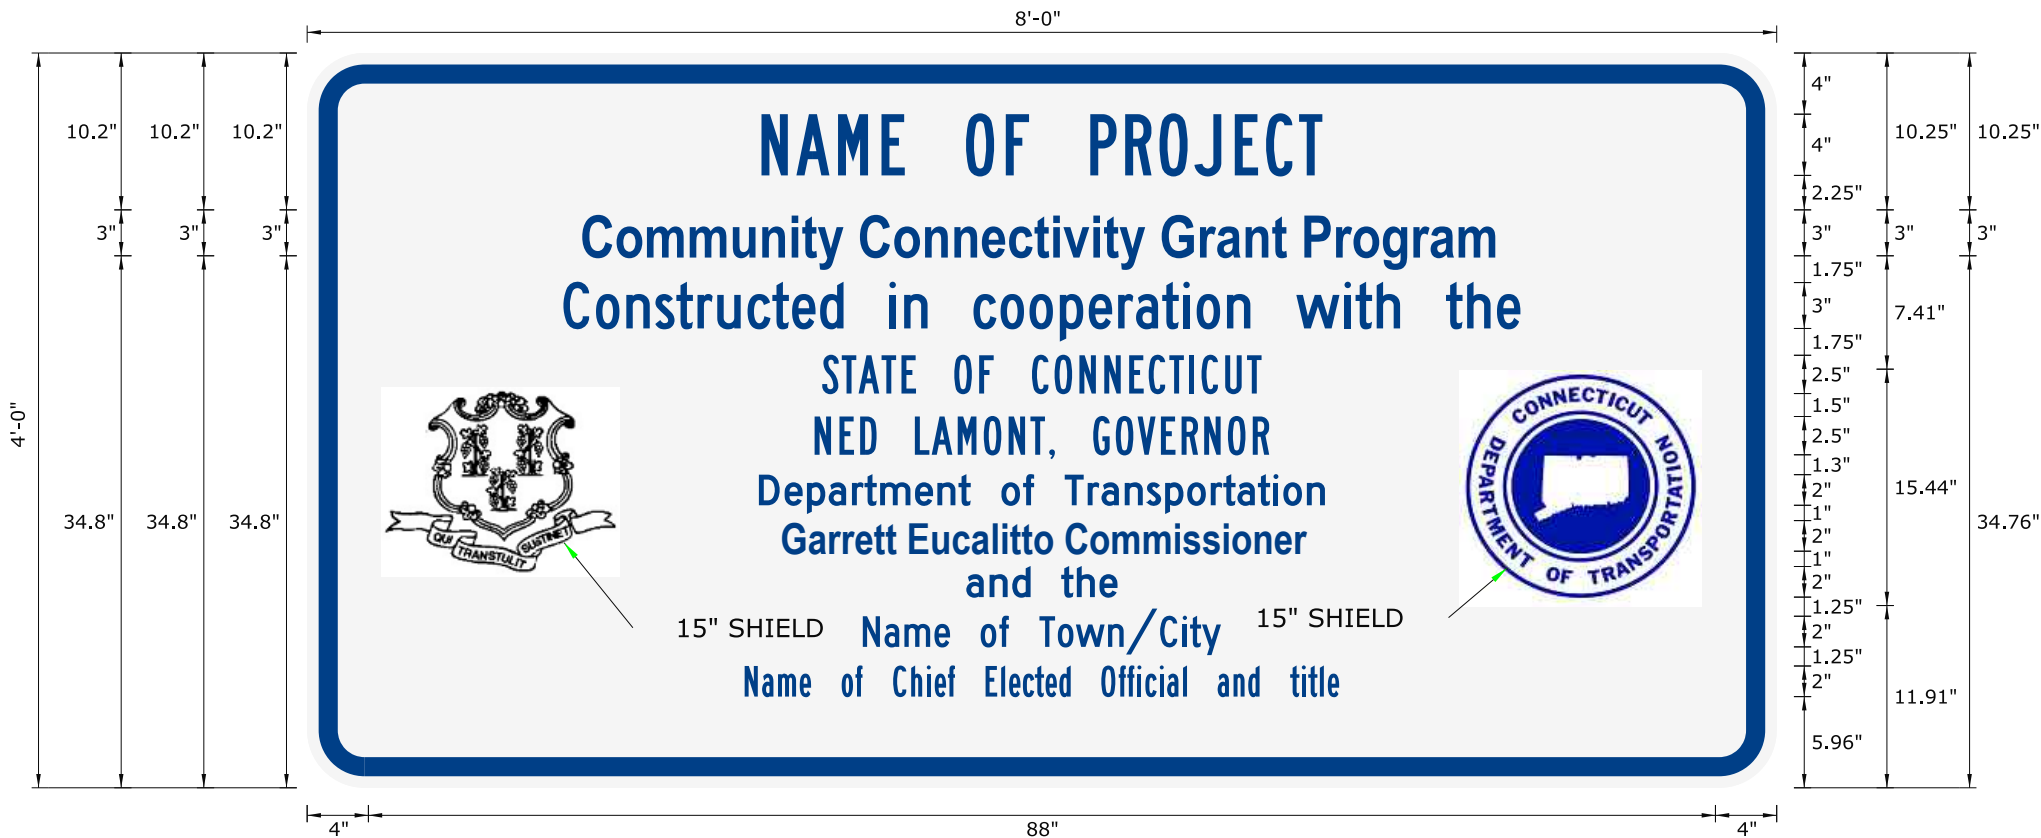 8'-0"
NAME OF PROJECT
Community Connectivity Grant Program
Constructed in cooperation with the
STATE OF CONNECTICUT
NED LAMONT, GOVERNOR
Department of Transportation
Garrett Eucalitto Commissioner
and the
Name of Town/City
Name of Chief Elected Official and title
QUI TRANSTULIT SUSTINET
15" SHIELD
CONNECTICUT
DEPARTMENT OF TRANSPORTATION
15" SHIELD
4'-0"
10.2" 10.2" 10.2"
3" 3" 3"
34.8" 34.8" 34.8"
4"
4"
2.25"
3"
1.75"
3"
1.75"
2.5"
1.5"
2.5"
1.3"
2"
1"
2"
1"
2"
1.25"
2"
1.25"
2"
5.96"
10.25"
3"
7.41"
15.44"
11.91"
10.25"
3"
34.76"
4" 88" 4"